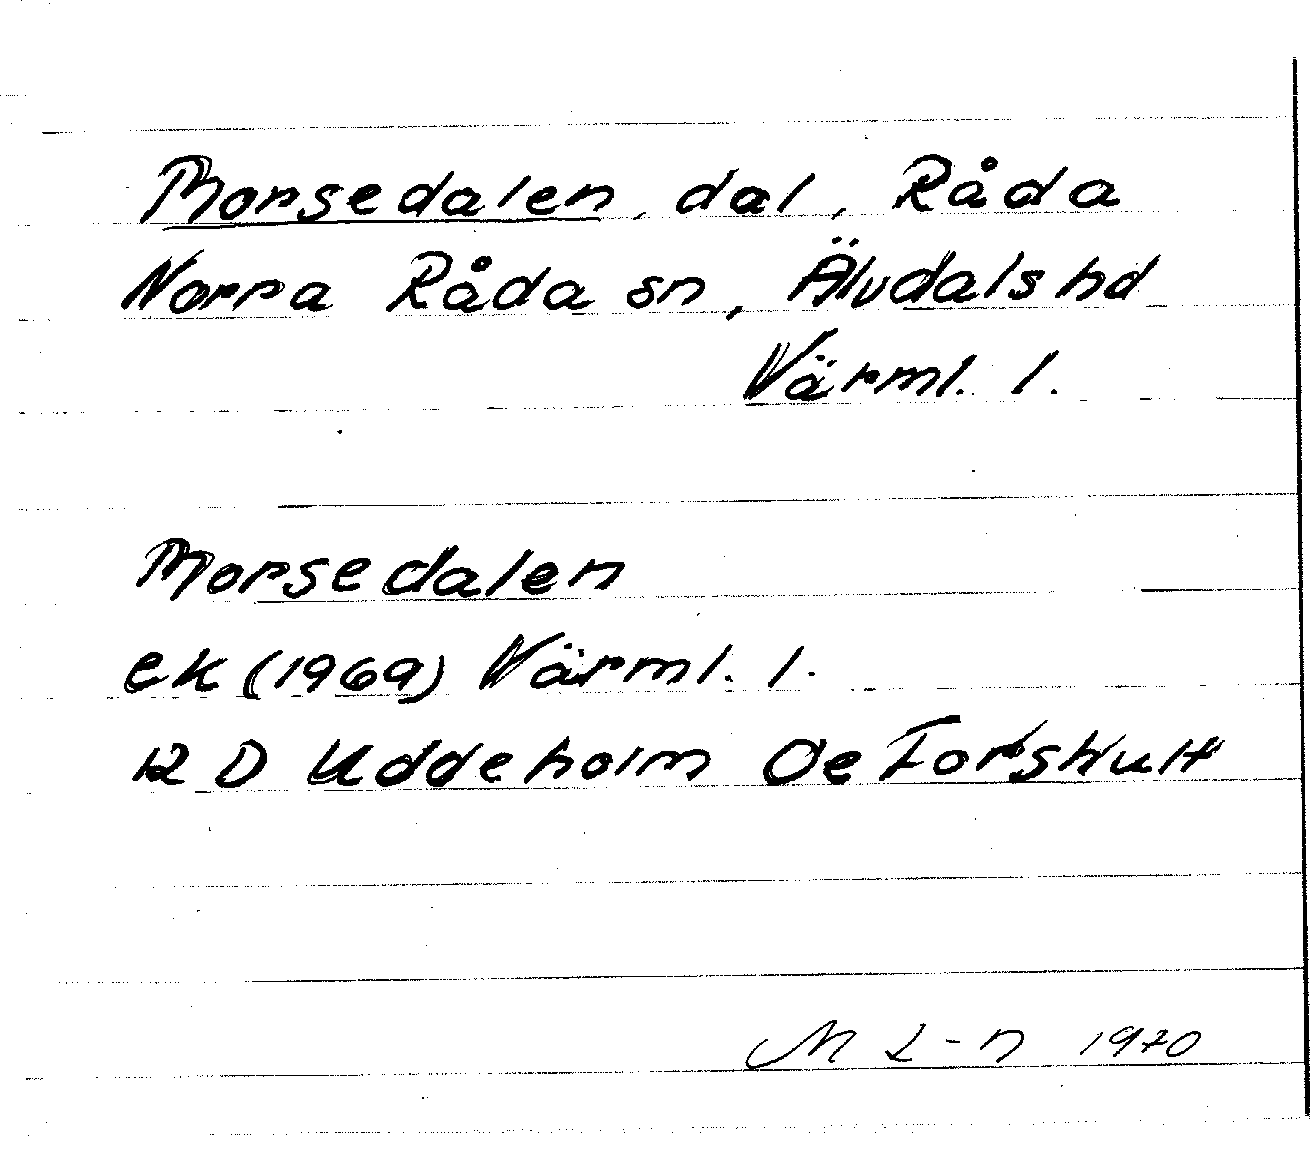 Morsedalen, dal, Råda
Norra Råda sn, Älvdals hd
Värml. l.
Morsedalen
ek (1969) Värml. l.
12 D Uddeholm Oe Forshult
M L-n 1970